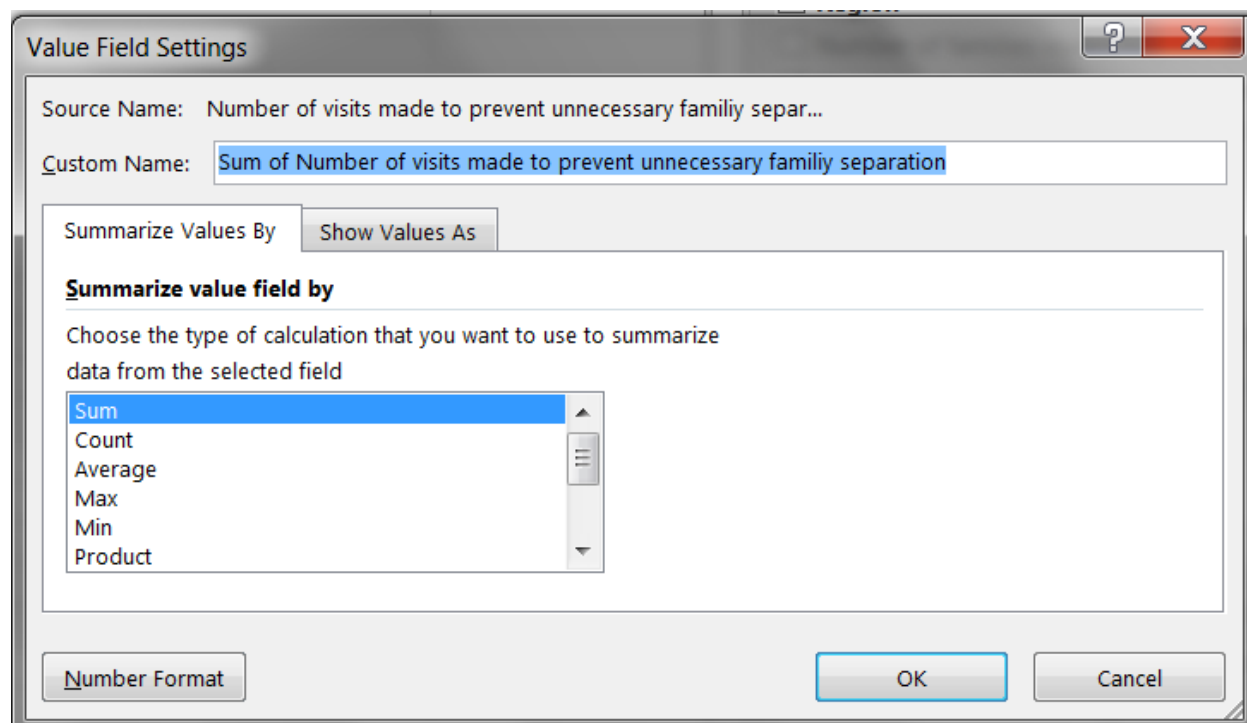 Region
Value Field Settings
Source Name: Number of visits made to prevent unnecessary familiy separ...
Custom Name: Sum of Number of visits made to prevent unnecessary familiy separation
Summarize Values By Show Values As
Summarize value field by
Choose the type of calculation that you want to use to summarize
data from the selected field
Sum
Count
Average
Max
Min
Product
Number Format OK Cancel